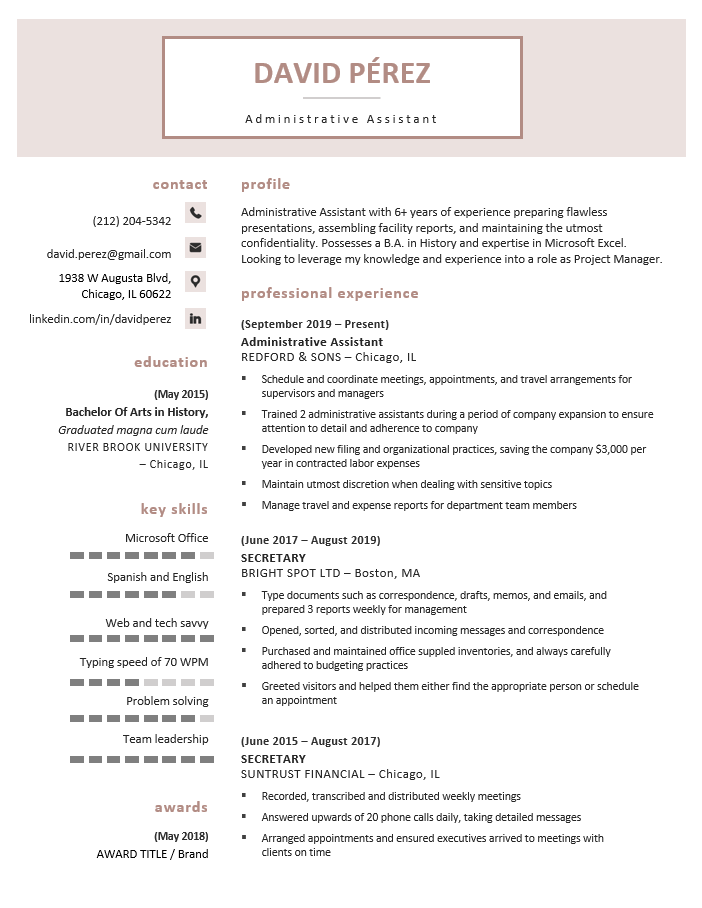 DAVID PÉREZ
Administrative Assistant
contact
(212) 204-5342
david.perez@gmail.com
1938 W Augusta Blvd,
Chicago, IL 60622
linkedin.com/in/davidperez
education
(May 2015)
Bachelor Of Arts in History,
Graduated magna cum laude
RIVER BROOK UNIVERSITY
– Chicago, IL
key skills
Microsoft Office
Spanish and English
Web and tech savvy
Typing speed of 70 WPM
Problem solving
Team leadership
awards
(May 2018)
AWARD TITLE / Brand
profile
Administrative Assistant with 6+ years of experience preparing flawless
presentations, assembling facility reports, and maintaining the utmost
confidentiality. Possesses a B.A. in History and expertise in Microsoft Excel.
Looking to leverage my knowledge and experience into a role as Project Manager.
professional experience
(September 2019 – Present)
Administrative Assistant
REDFORD & SONS – Chicago, IL
▪ Schedule and coordinate meetings, appointments, and travel arrangements for
supervisors and managers
▪ Trained 2 administrative assistants during a period of company expansion to ensure
attention to detail and adherence to company
▪ Developed new filing and organizational practices, saving the company $3,000 per
year in contracted labor expenses
▪ Maintain utmost discretion when dealing with sensitive topics
▪ Manage travel and expense reports for department team members
(June 2017 – August 2019)
SECRETARY
BRIGHT SPOT LTD – Boston, MA
▪ Type documents such as correspondence, drafts, memos, and emails, and
prepared 3 reports weekly for management
▪ Opened, sorted, and distributed incoming messages and correspondence
▪ Purchased and maintained office suppled inventories, and always carefully
adhered to budgeting practices
▪ Greeted visitors and helped them either find the appropriate person or schedule
an appointment
(June 2015 – August 2017)
SECRETARY
SUNTRUST FINANCIAL – Chicago, IL
▪ Recorded, transcribed and distributed weekly meetings
▪ Answered upwards of 20 phone calls daily, taking detailed messages
▪ Arranged appointments and ensured executives arrived to meetings with
clients on time